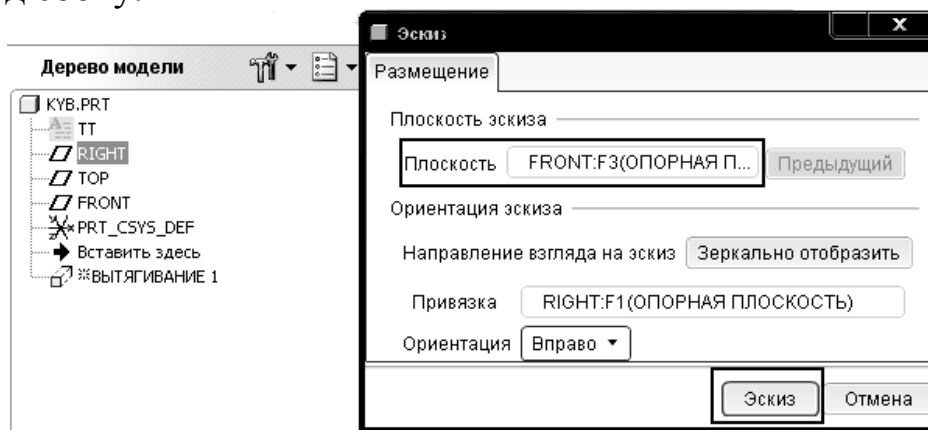 Эскиз
X
Дерево модели
Размещение
KYB.PRT
TT
RIGHT
TOP
FRONT
PRT_CSYS_DEF
Вставить здесь
ВЫТЯГИВАНИЕ 1
Плоскость эскиза
Плоскость FRONT:F3(ОПОРНАЯ П... Предыдущий
Ориентация эскиза
Направление взгляда на эскиз Зеркально отобразить
Привязка RIGHT:F1(ОПОРНАЯ ПЛОСКОСТЬ)
Ориентация Вправо
Эскиз Отмена